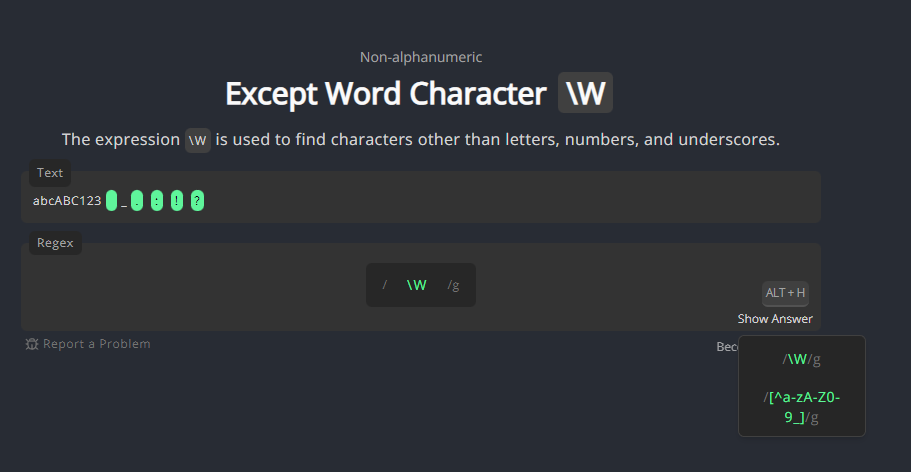 Non-alphanumeric
Except Word Character \W
The expression \W is used to find characters other than letters, numbers, and underscores.
Text
abcABC123 _ . : ! ?
Regex
/ \W /g
ALT+H
Show Answer
Report a Problem
/\W/g
/[^a-zA-Z0-
9_]/g